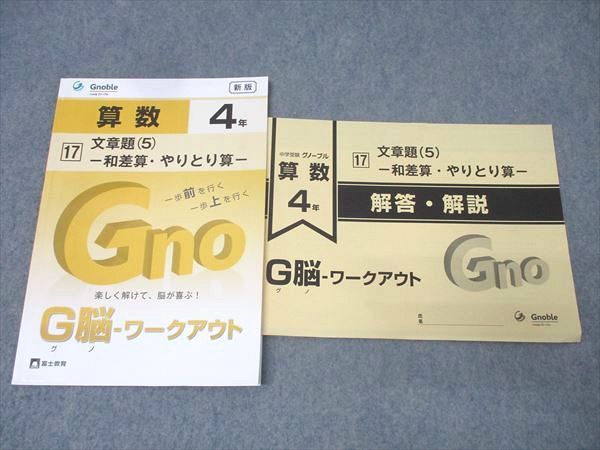 Gnoble
新版
算数 4年
17 文章題(5)
ー和差算・やりとり算ー
一歩前を行く
一歩上を行く
Gno
楽しく解けて、脳が喜ぶ！
G脳-ワークアウト
グ ノ
富士教育
中学受験 グノーブル
算数
4年
17 文章題(5)
ー和差算・やりとり算ー
解答・解説
Gno
G脳-ワークアウト
グ ノ
氏名
Gnoble